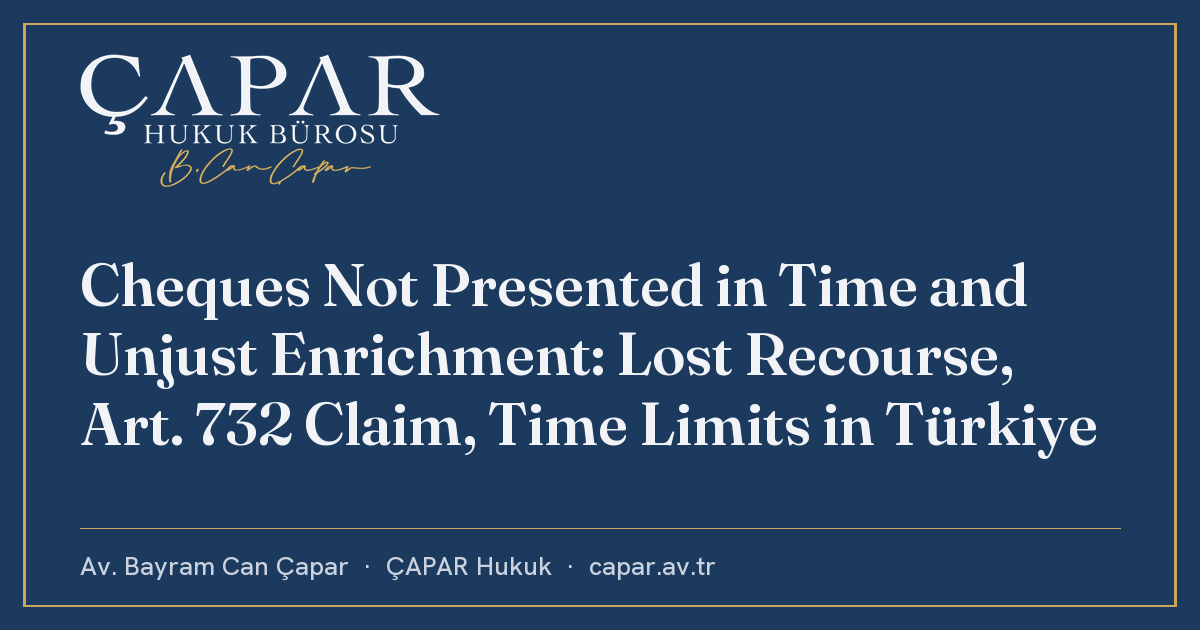 ÇAPAR
HUKUK BÜROSU
B.Can Çapar
Cheques Not Presented in Time and
Unjust Enrichment: Lost Recourse,
Art. 732 Claim, Time Limits in Türkiye
Av. Bayram Can Çapar · ÇAPAR Hukuk · capar.av.tr